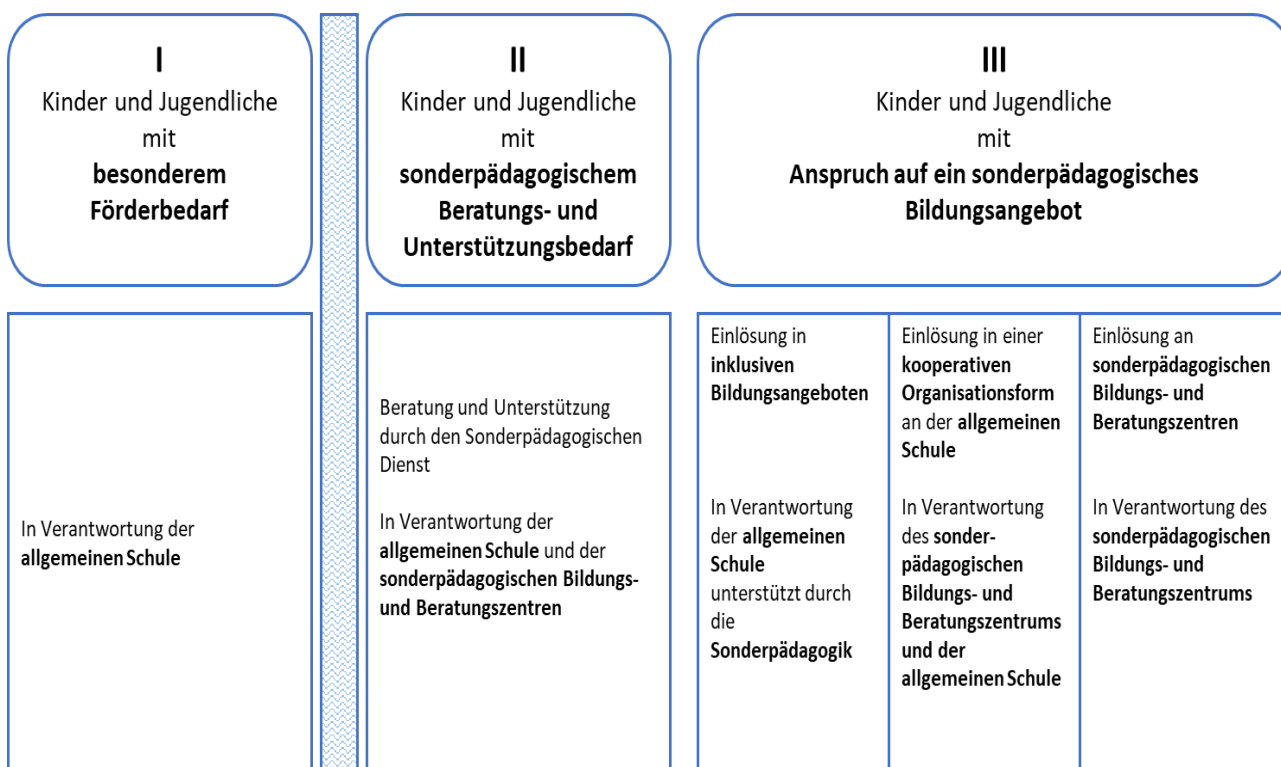 I
Kinder und Jugendliche
mit
besonderem
Förderbedarf
II
Kinder und Jugendliche
mit
sonderpädagogischem
Beratungs- und
Unterstützungsbedarf
III
Kinder und Jugendliche
mit
Anspruch auf ein sonderpädagogisches
Bildungsangebot
In Verantwortung der
allgemeinen Schule
Beratung und Unterstützung
durch den Sonderpädagogischen
Dienst
In Verantwortung der
allgemeinen Schule und der
sonderpädagogischen Bildungs-
und Beratungszentren
Einlösung in
inklusiven
Bildungsangeboten
In Verantwortung
der allgemeinen
Schule
unterstützt durch
die
Sonderpädagogik
Einlösung in einer
kooperativen
Organisationsform
an der allgemeinen
Schule
In Verantwortung
des sonder-
pädagogischen
Bildungs- und
Beratungszentrums
und der
allgemeinen Schule
Einlösung an
sonderpädagogischen
Bildungs- und
Beratungszentren
In Verantwortung des
sonderpädagogischen
Bildungs- und
Beratungszentrums